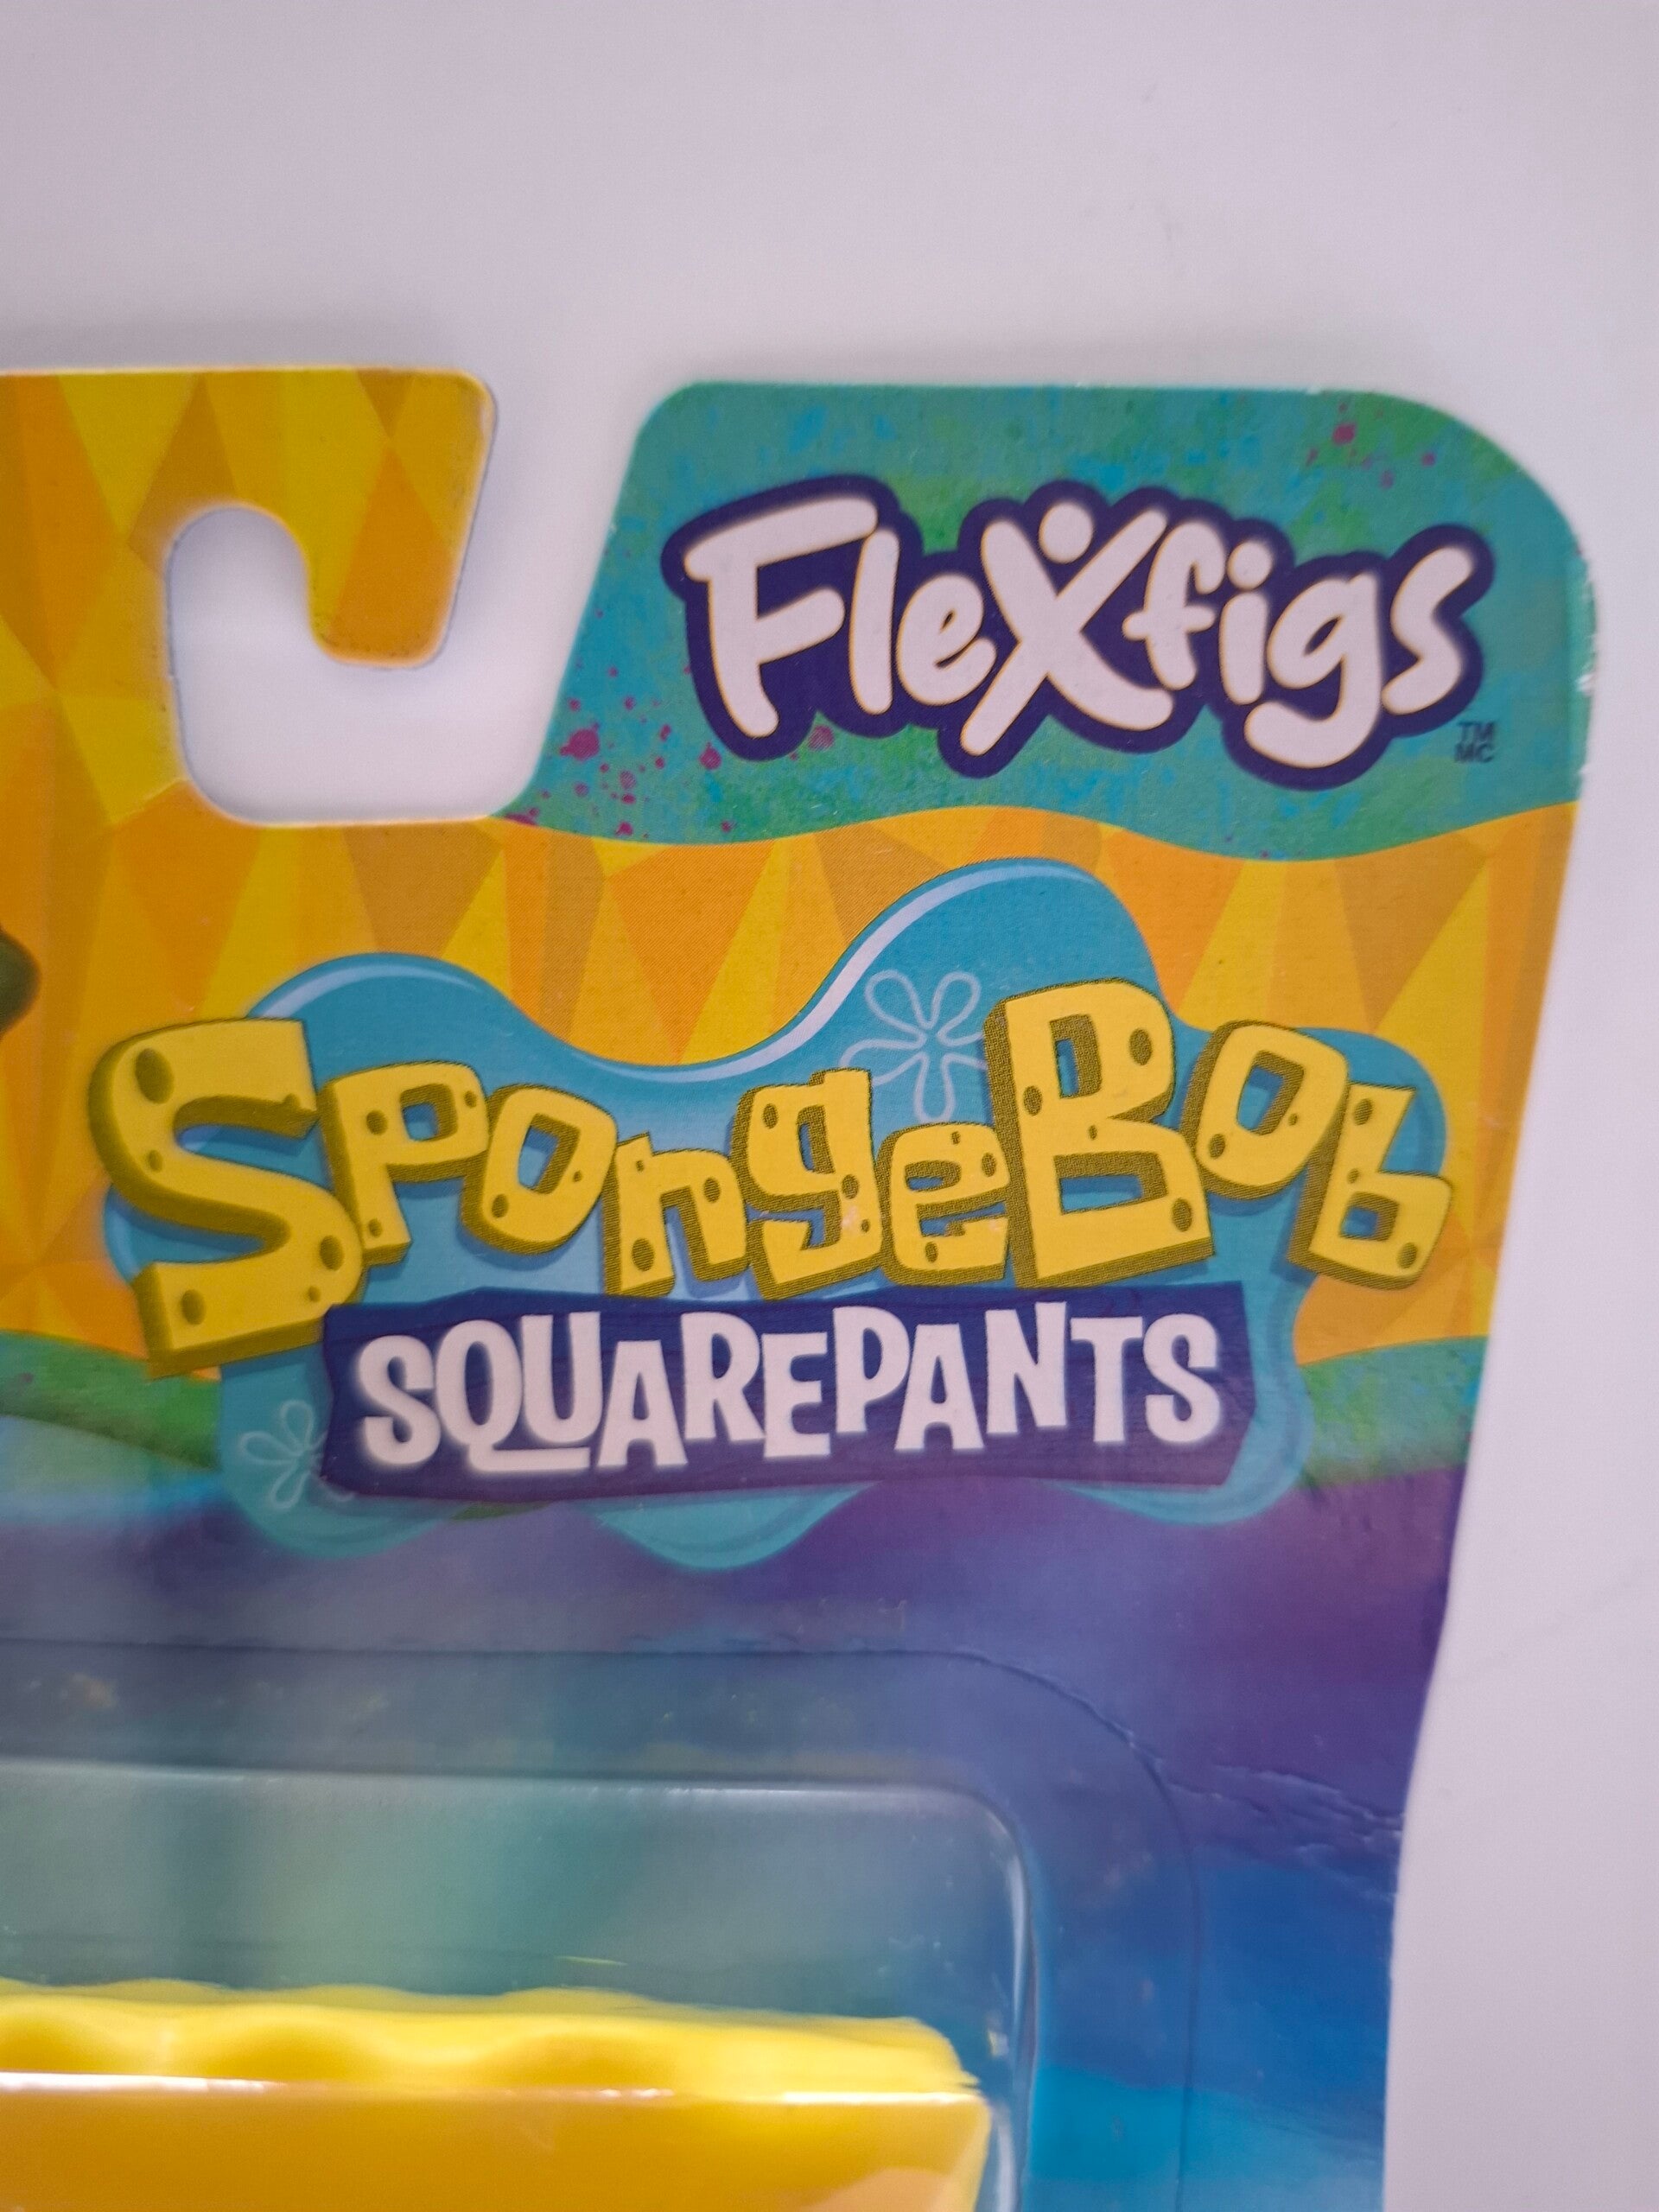 Flexfigs
TM
MC
SpongeBob
SQUAREPANTS